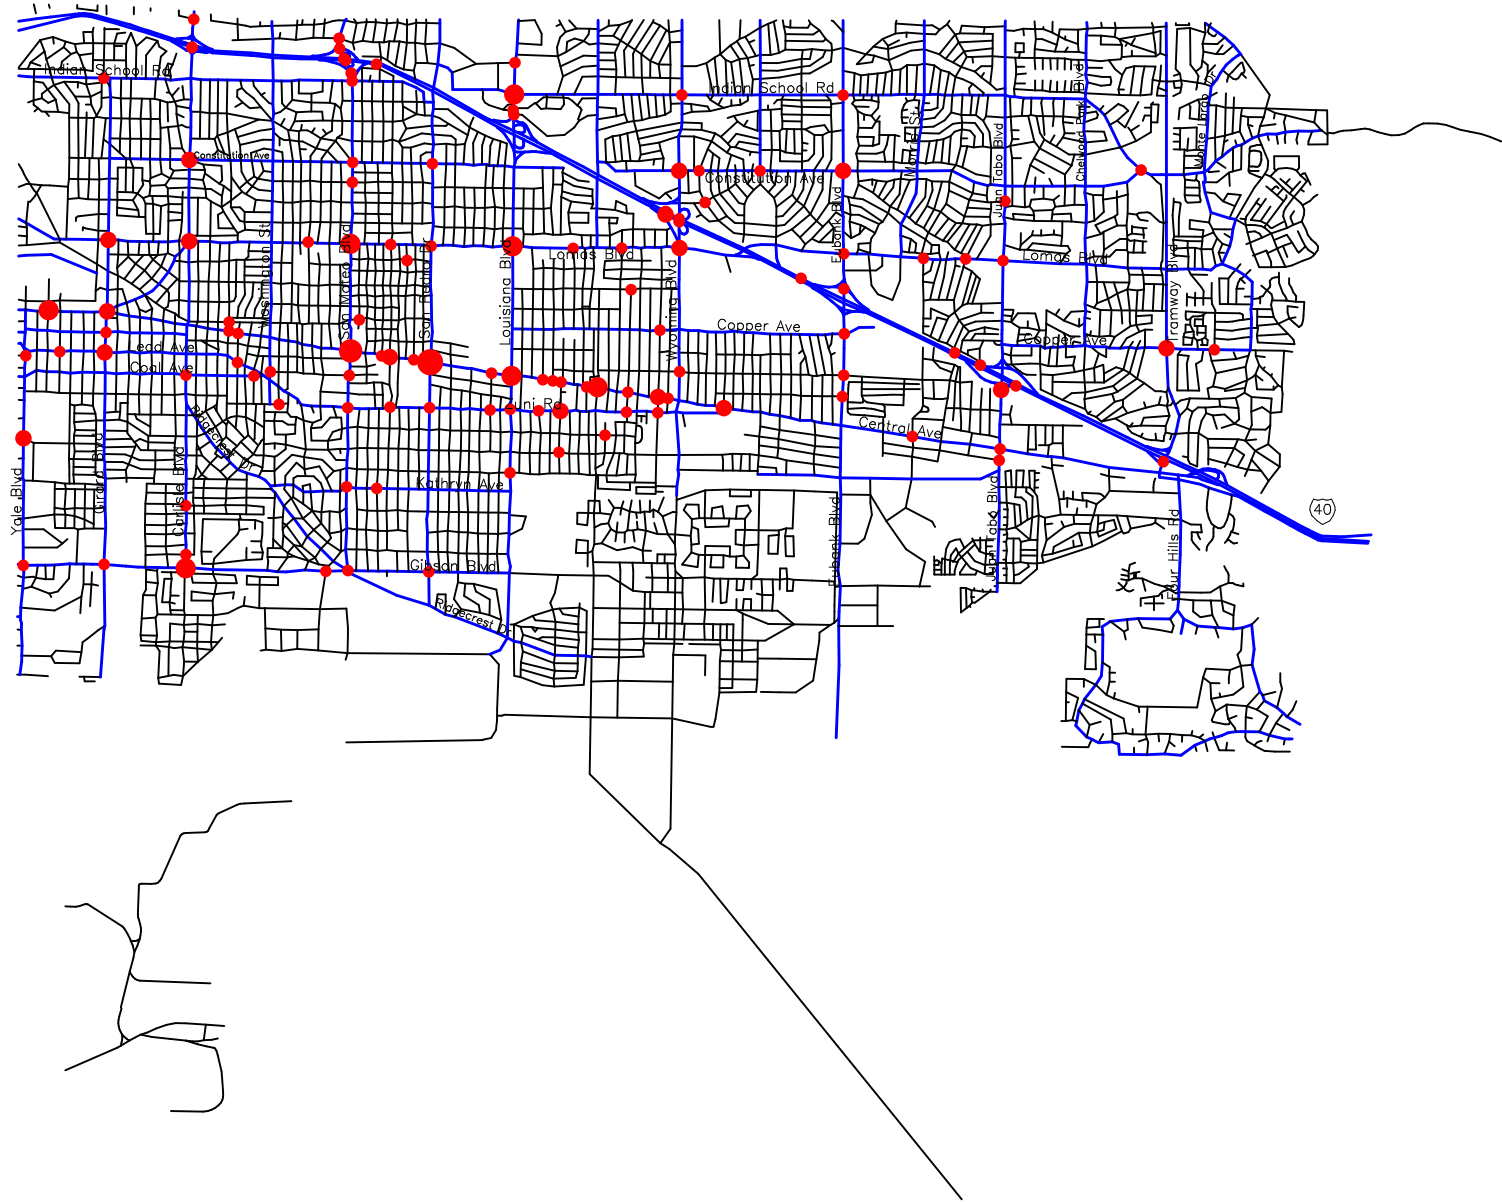 Indian School Rd
Indian School Rd
Constitution Ave
Constitution Ave
Morris St
Juan Tabo Blvd
Chelwood Park Blvd
Monte Largo Dr
Washington St
San Mateo Blvd
San Pedro Dr
Louisiana Blvd
Lomas Blvd
Wyoming Blvd
Eubank Blvd
Lomas Blvd
Tramway Blvd
Copper Ave
Copper Ave
Lead Ave
Coal Ave
Zuni Rd
Ridgecrest Dr
Central Ave
Yale Blvd
Girard Blvd
Carlisle Blvd
Kathryn Ave
Eubank Blvd
Juan Tabo Blvd
Four Hills Rd
40
Gibson Blvd
Ridgecrest Dr